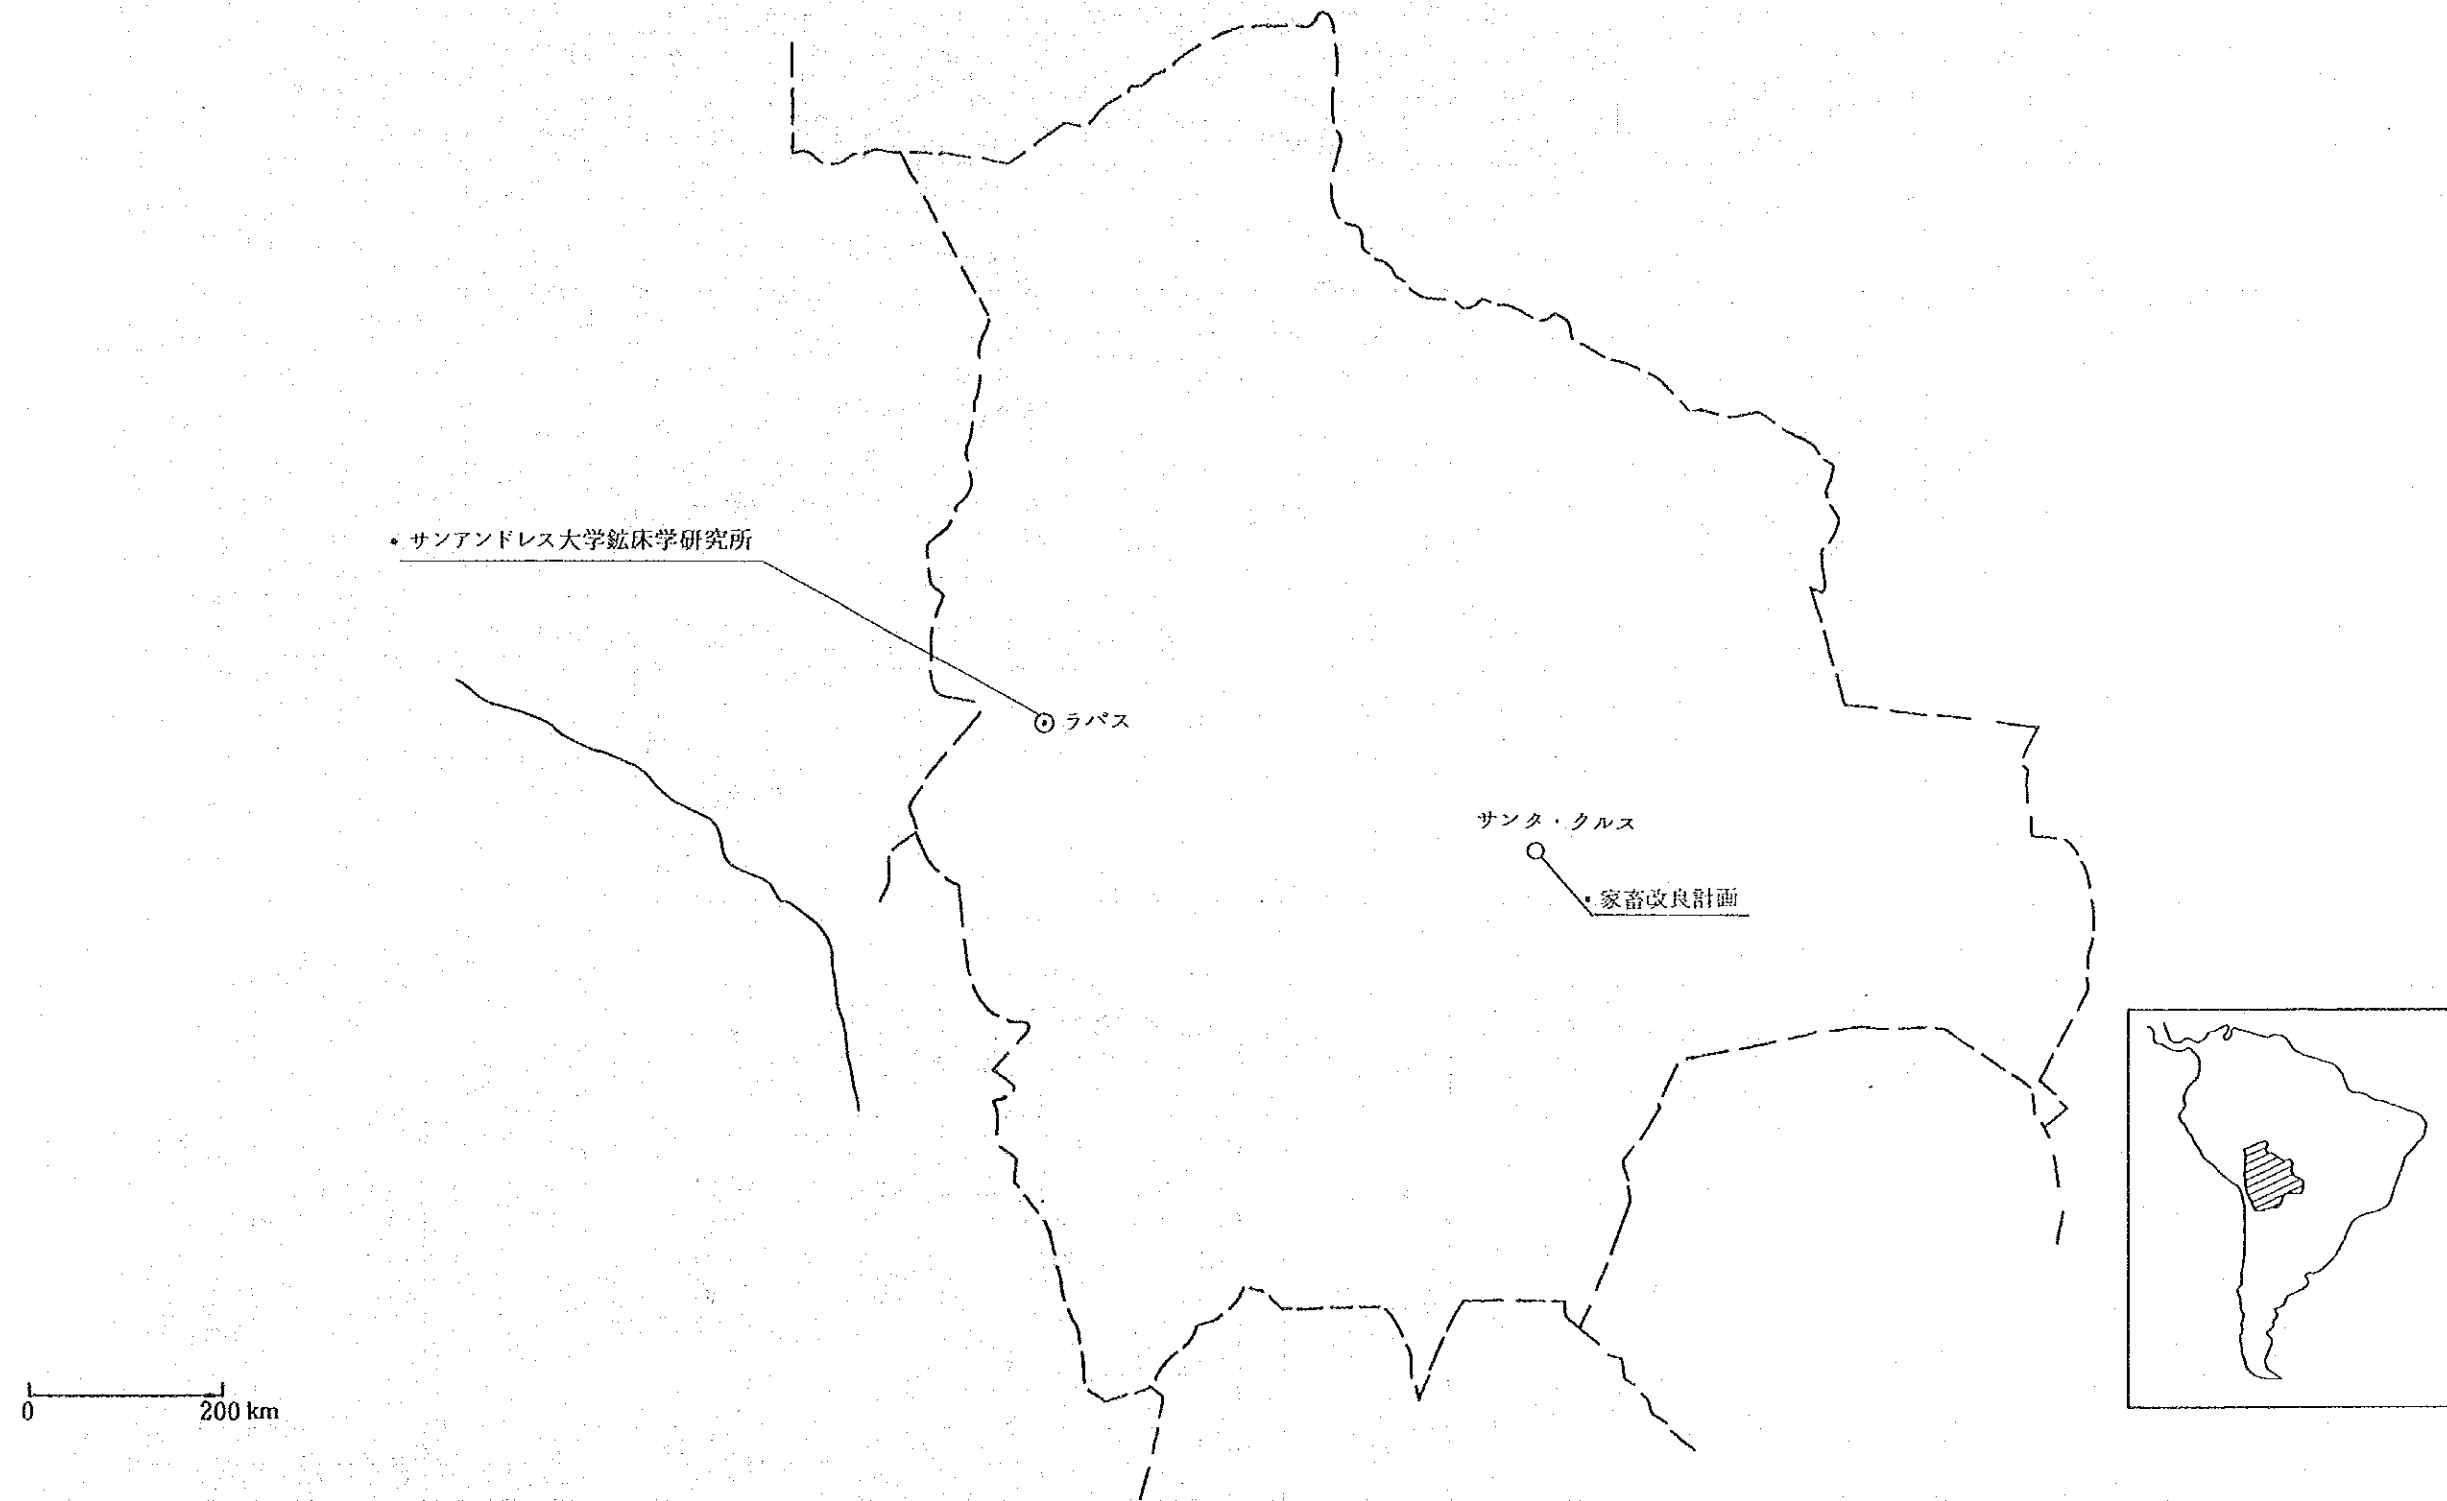 • サンアンドレス大学鉱床学研究所
ラパス
サンタ・クルス
• 家畜改良計画
0 200 km